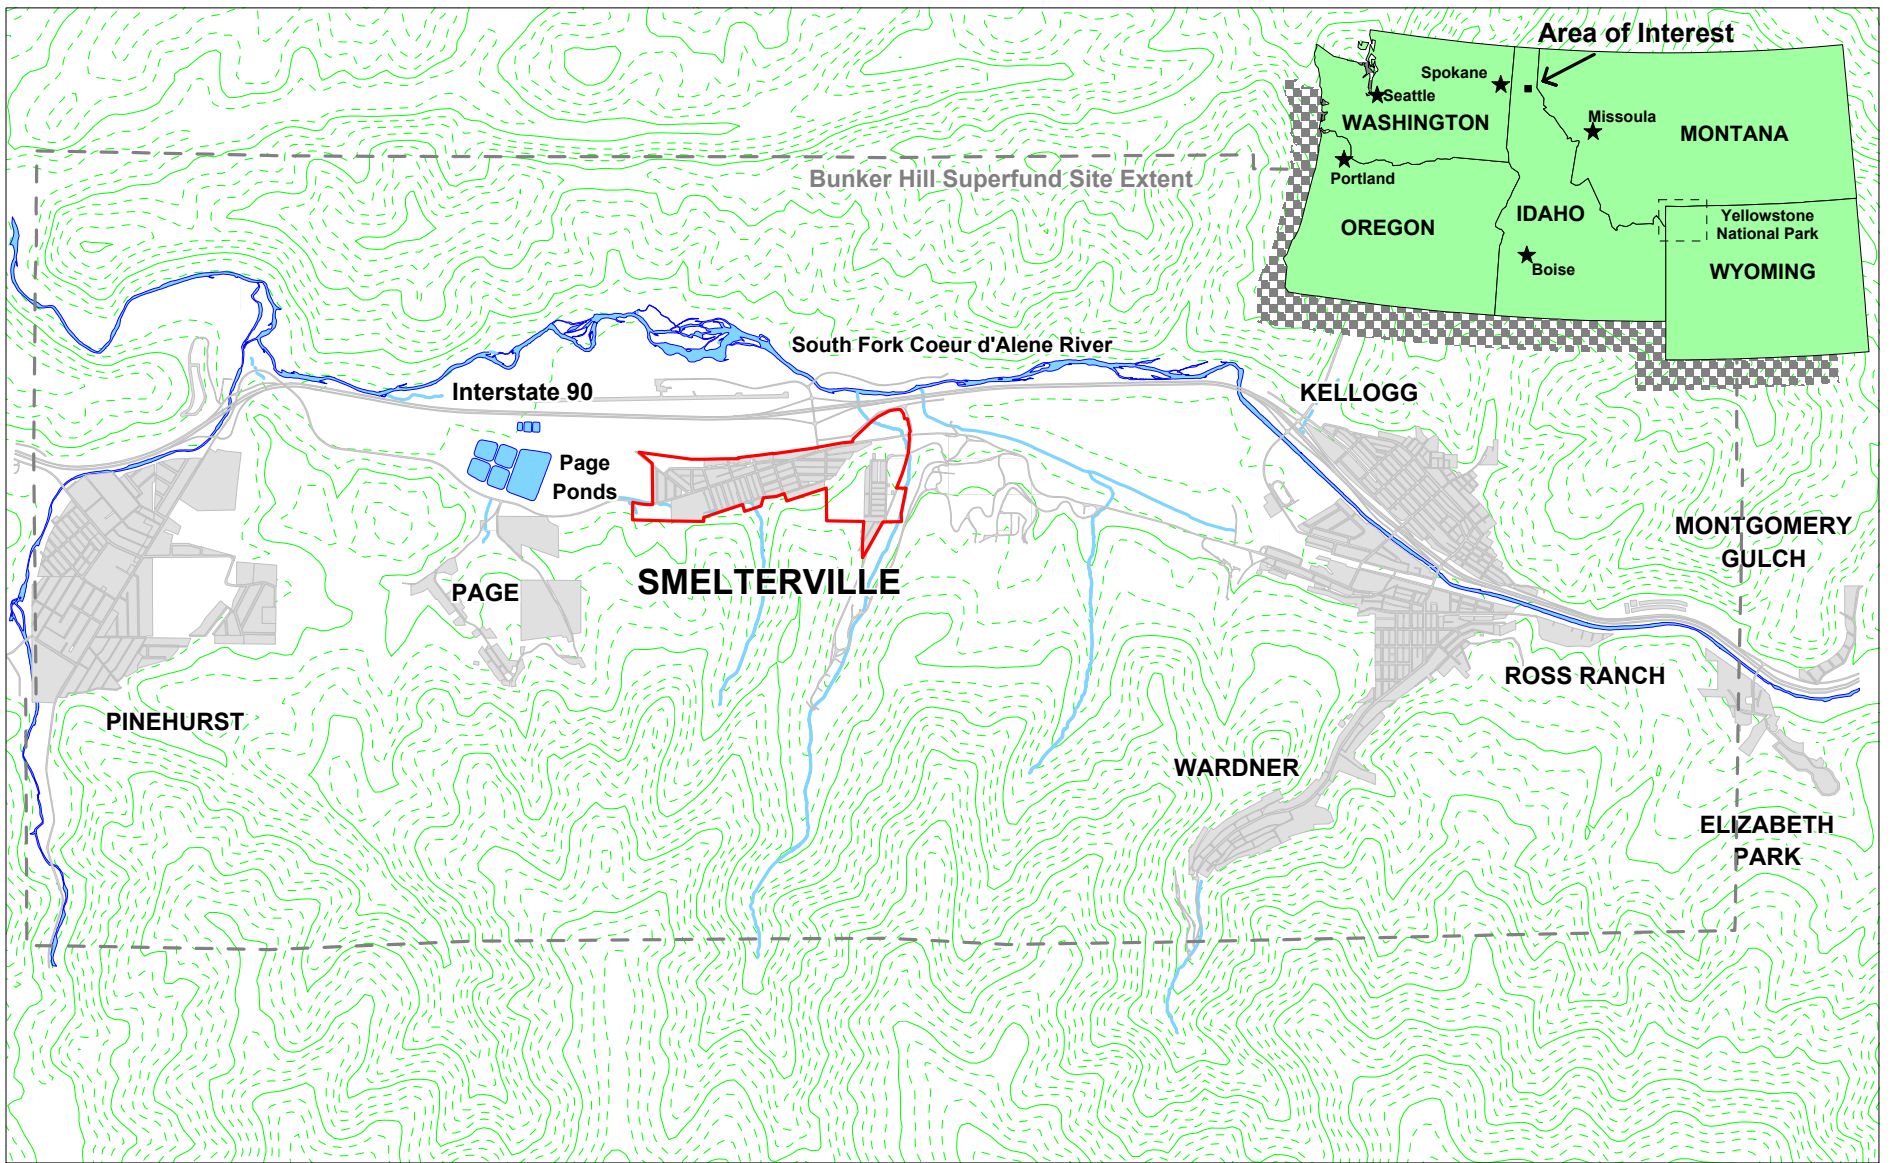 Area of Interest
Spokane
Seattle
WASHINGTON
Missoula
MONTANA
Portland
Bunker Hill Superfund Site Extent
OREGON
IDAHO
Yellowstone
National Park
WYOMING
Boise
South Fork Coeur d'Alene River
Interstate 90
KELLOGG
Page
Ponds
MONTGOMERY
GULCH
SMELTERVILLE
PAGE
ROSS RANCH
PINEHURST
WARDNER
ELIZABETH
PARK